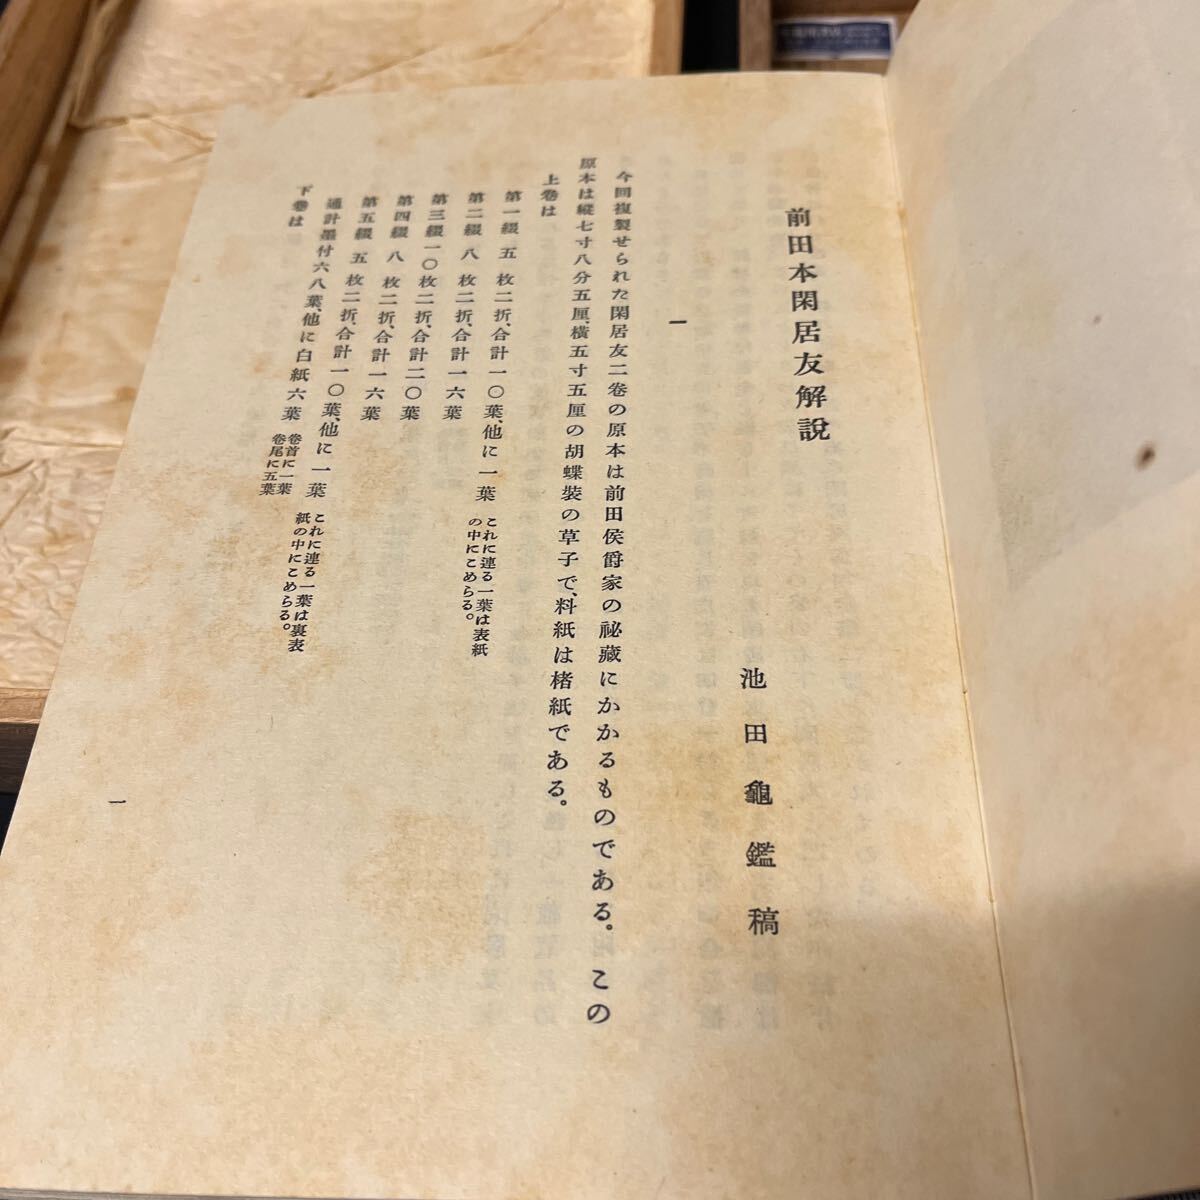 前田本閑居友解說
池田龜鑑稿
一
今回複製せられた閑居友二卷の原本は前田侯爵家の祕藏にかかるものである。この
原本は縱七寸八分五厘、橫五寸五厘の胡蝶裝の草子で、料紙は楮紙である。
上卷は
第一綴 五 枚二折、合計一〇葉、他に一葉 これに連る一葉は表紙
の中にこめらる。
第二綴 八 枚二折、合計一六葉
第三綴 一〇枚二折、合計二〇葉
第四綴 八 枚二折、合計一六葉
第五綴 五 枚二折、合計一〇葉、他に一葉 これに連る一葉は裏表
紙の中にこめらる。
通計墨付六八葉、他に白紙六葉 卷首に一葉
卷尾に五葉
下卷は
一